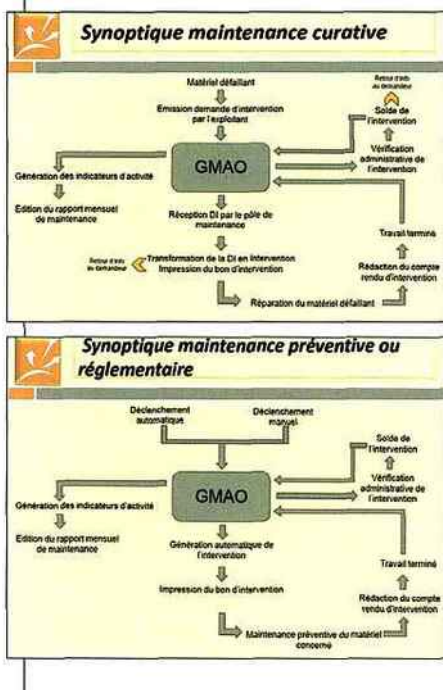 Synoptique maintenance curative
Matériel défaillant
Retour d'info
au demandeur
Emission demande d'intervention
par l'exploitant
Solde de
l'intervention
GMAO
Vérification
administrative de
l'intervention
Génération des indicateurs d'activité
Edition du rapport mensuel
de maintenance
Réception DI par le pôle de
maintenance
Travail terminé
Retour d'info
au demandeur
Transformation de la DI en intervention
Impression du bon d'intervention
Rédaction du compte
rendu d'intervention
Réparation du matériel défaillant
Synoptique maintenance préventive ou
réglementaire
Déclenchement
automatique
Déclenchement
manuel
Solde de
l'intervention
GMAO
Vérification
administrative de
l'intervention
Génération des indicateurs d'activité
Edition du rapport mensuel
de maintenance
Génération automatique de
l'intervention
Travail terminé
Impression du bon d'intervention
Rédaction du compte
rendu d'intervention
Maintenance préventive du matériel
concerné